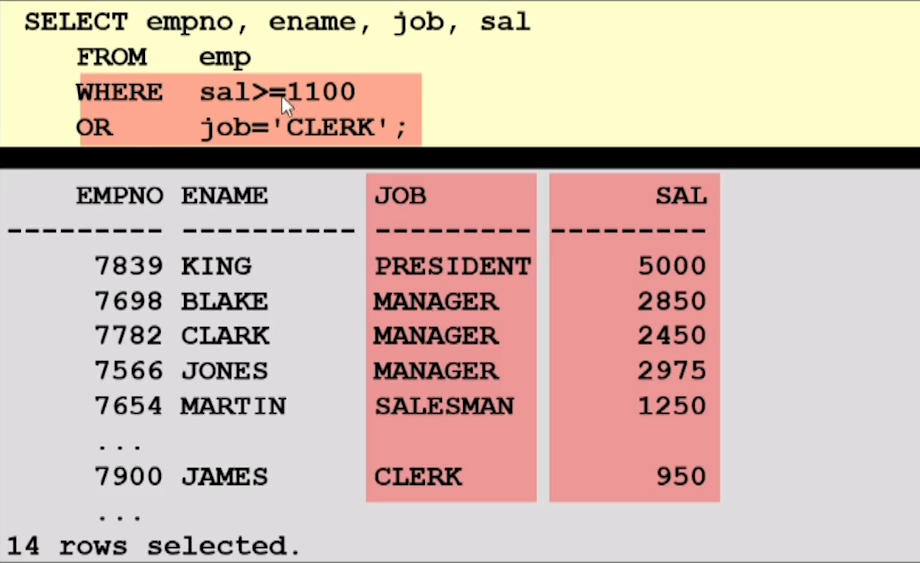 SELECT empno, ename, job, sal
FROM emp
WHERE sal>=1100
OR job='CLERK';
EMPNO ENAME JOB SAL
--------- ---------- --------- ---------
7839 KING PRESIDENT 5000
7698 BLAKE MANAGER 2850
7782 CLARK MANAGER 2450
7566 JONES MANAGER 2975
7654 MARTIN SALESMAN 1250
...
7900 JAMES CLERK 950
...
14 rows selected.